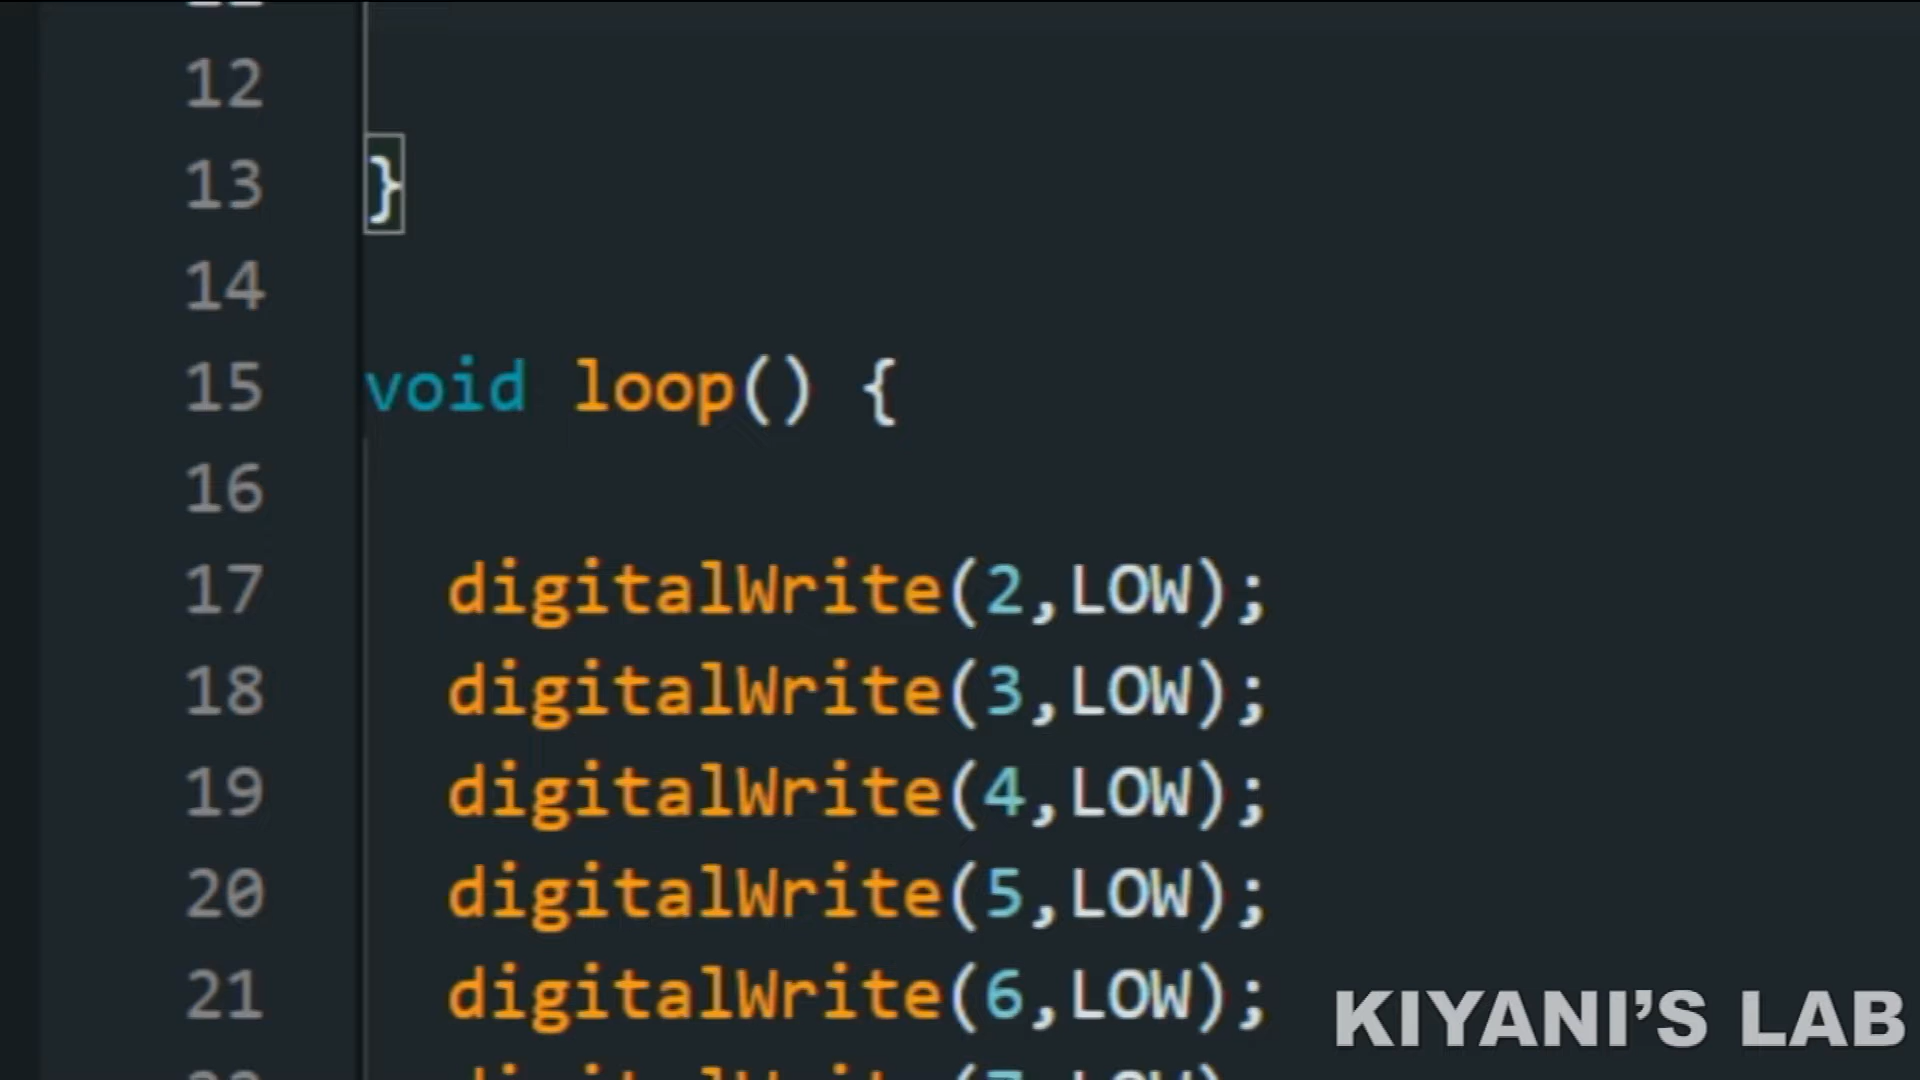 12
13 }
14
15 void loop() {
16
17 digitalWrite(2,LOW);
18 digitalWrite(3,LOW);
19 digitalWrite(4,LOW);
20 digitalWrite(5,LOW);
21 digitalWrite(6,LOW);
KIYANI'S LAB